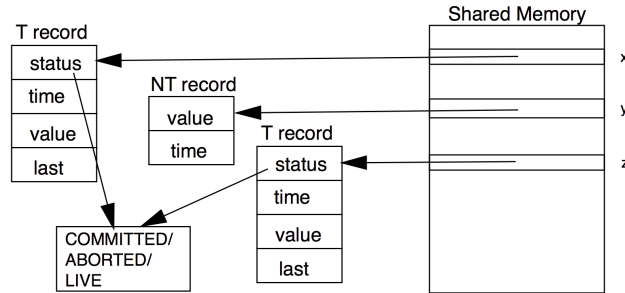 Shared Memory
T record
status
time
value
last
NT record
value
time
T record
status
time
value
last
x
y
z
COMMITTED/
ABORTED/
LIVE